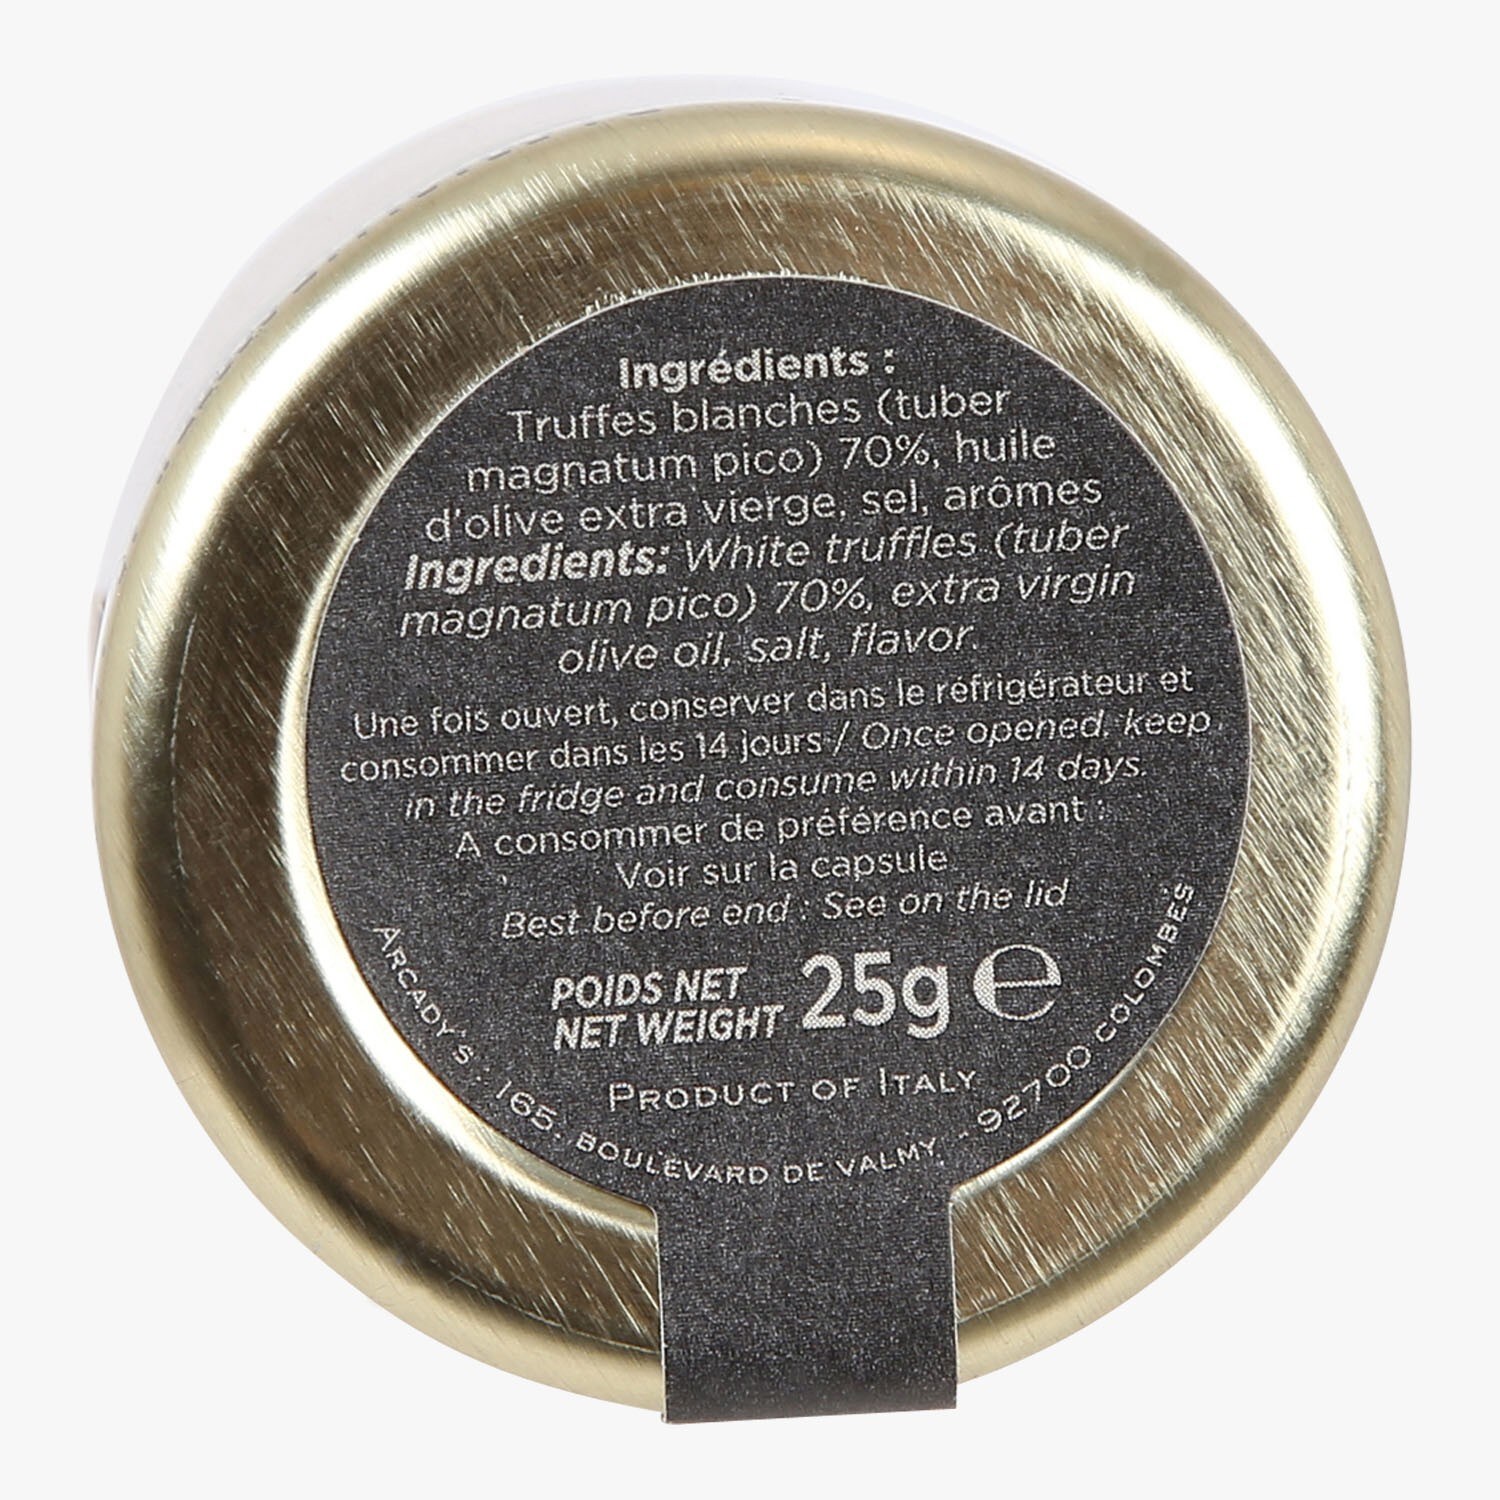 Ingrédients :
Truffes blanches (tuber
magnatum pico) 70%, huile
d'olive extra vierge, sel, arômes
Ingredients: White truffles (tuber
magnatum pico) 70%, extra virgin
olive oil, salt, flavor.
Une fois ouvert, conserver dans le réfrigérateur et
consommer dans les 14 jours / Once opened, keep
in the fridge and consume within 14 days.
A consommer de préférence avant :
Voir sur la capsule
Best before end : See on the lid
POIDS NET
NET WEIGHT 25g ℮
PRODUCT OF ITALY
ARCADY'S - 165, BOULEVARD DE VALMY - 92700 COLOMBES